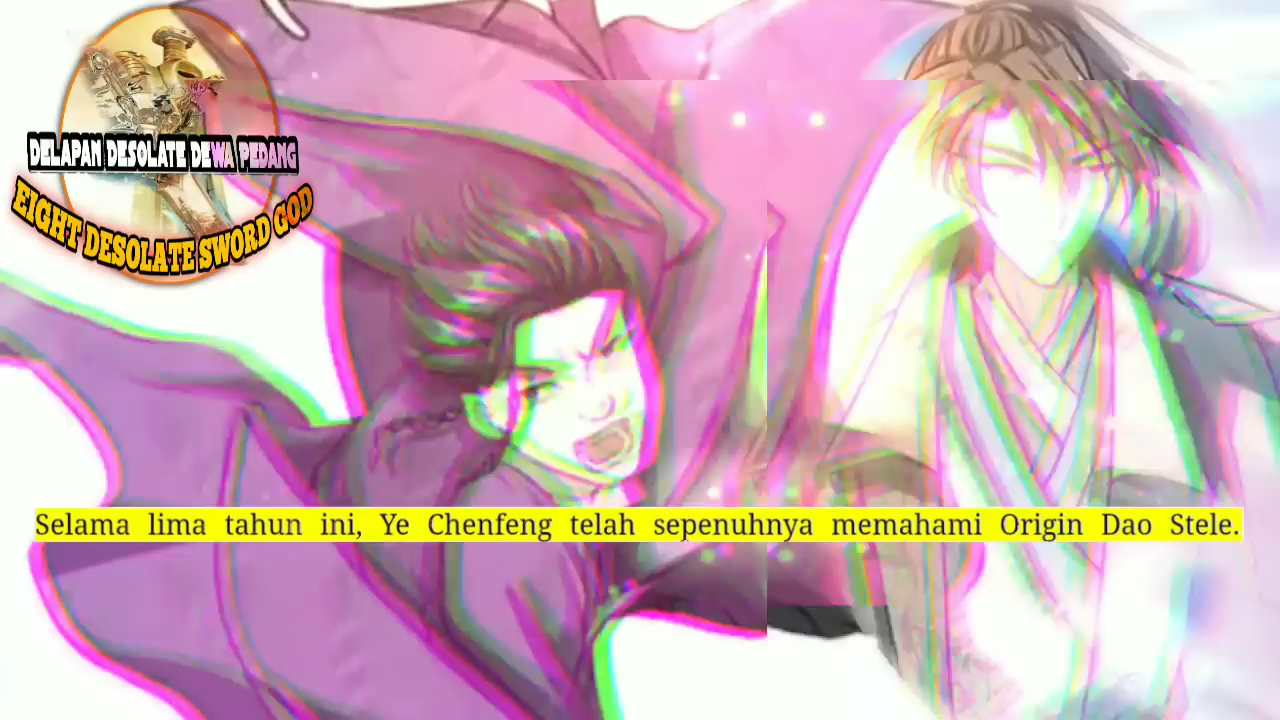 DELAPAN DESOLATE DEWA PEDANG
EIGHT DESOLATE SWORD GOD
Selama lima tahun ini, Ye Chenfeng telah sepenuhnya memahami Origin Dao Stele.